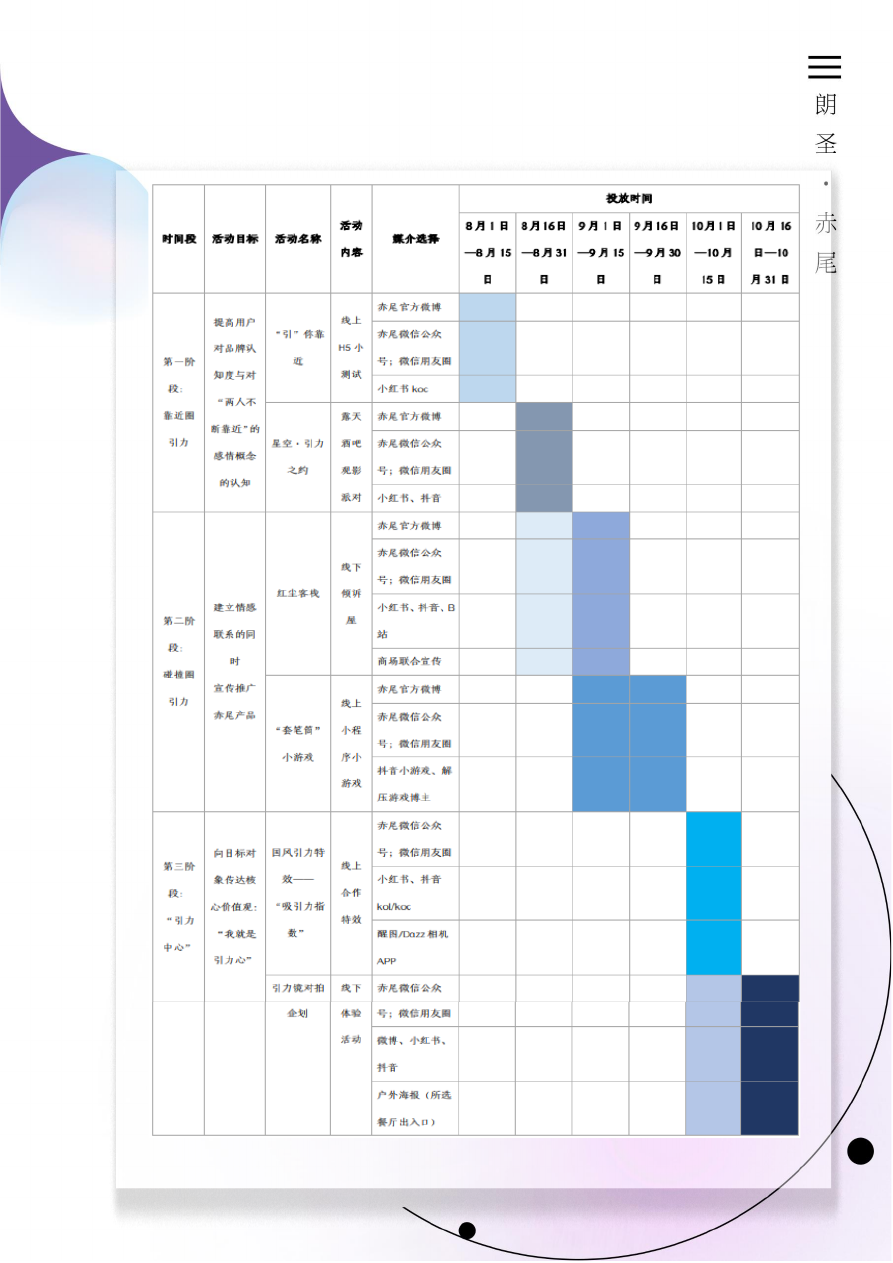 朗
圣
·
赤
尾
投放时间
时间段
活动目标
活动名称
活动
内容
媒介选择
8月1日
—8月15
日
8月16日
—8月31
日
9月1日
—9月15
日
9月16日
—9月30
日
10月1日
—10月
15日
10月16
日—10
月31日
第一阶
段：
靠近圈
引力
提高用户
对品牌认
知度与对
“两人不
断靠近”的
感情概念
的认知
“引”你靠
近
线上
H5小
测试
赤尾官方微博
赤尾微信公众
号；微信朋友圈
小红书 koc
星空·引力
之约
露天
酒吧
观影
派对
赤尾官方微博
赤尾微信公众
号；微信朋友圈
小红书、抖音
第二阶
段：
碰撞圈
引力
建立情感
联系的同
时
宣传推广
赤尾产品
红尘客栈
线下
倾诉
屋
赤尾官方微博
赤尾微信公众
号；微信朋友圈
小红书、抖音、B
站
商场联合宣传
“套笔筒”
小游戏
线上
小程
序小
游戏
赤尾官方微博
赤尾微信公众
号；微信朋友圈
抖音小游戏、解
压游戏博主
第三阶
段：
“引力
中心”
向目标对
象传达核
心价值观：
“我就是
引力心”
国风引力特
效——
“吸引力指
数”
线上
合作
特效
赤尾微信公众
号；微信朋友圈
小红书、抖音
kol/koc
醒图/Dazz相机
APP
引力镜对拍
企划
线下
体验
活动
赤尾微信公众
号；微信朋友圈
微博、小红书、
抖音
户外海报（所选
餐厅出入口）